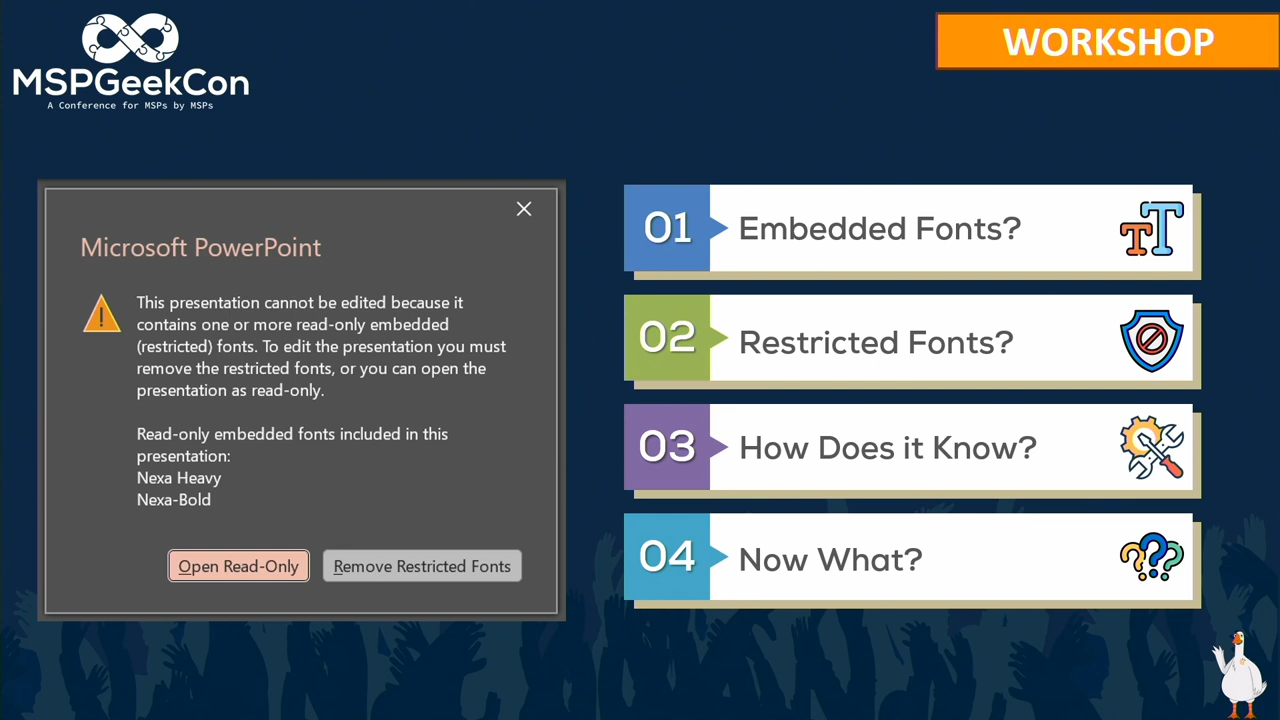 MSPGeekCon
A Conference for MSPs by MSPs
WORKSHOP
Microsoft PowerPoint
This presentation cannot be edited because it
contains one or more read-only embedded
(restricted) fonts. To edit the presentation you must
remove the restricted fonts, or you can open the
presentation as read-only.
Read-only embedded fonts included in this
presentation:
Nexa Heavy
Nexa-Bold
Open Read-Only
Remove Restricted Fonts
01 Embedded Fonts?
02 Restricted Fonts?
03 How Does it Know?
04 Now What?